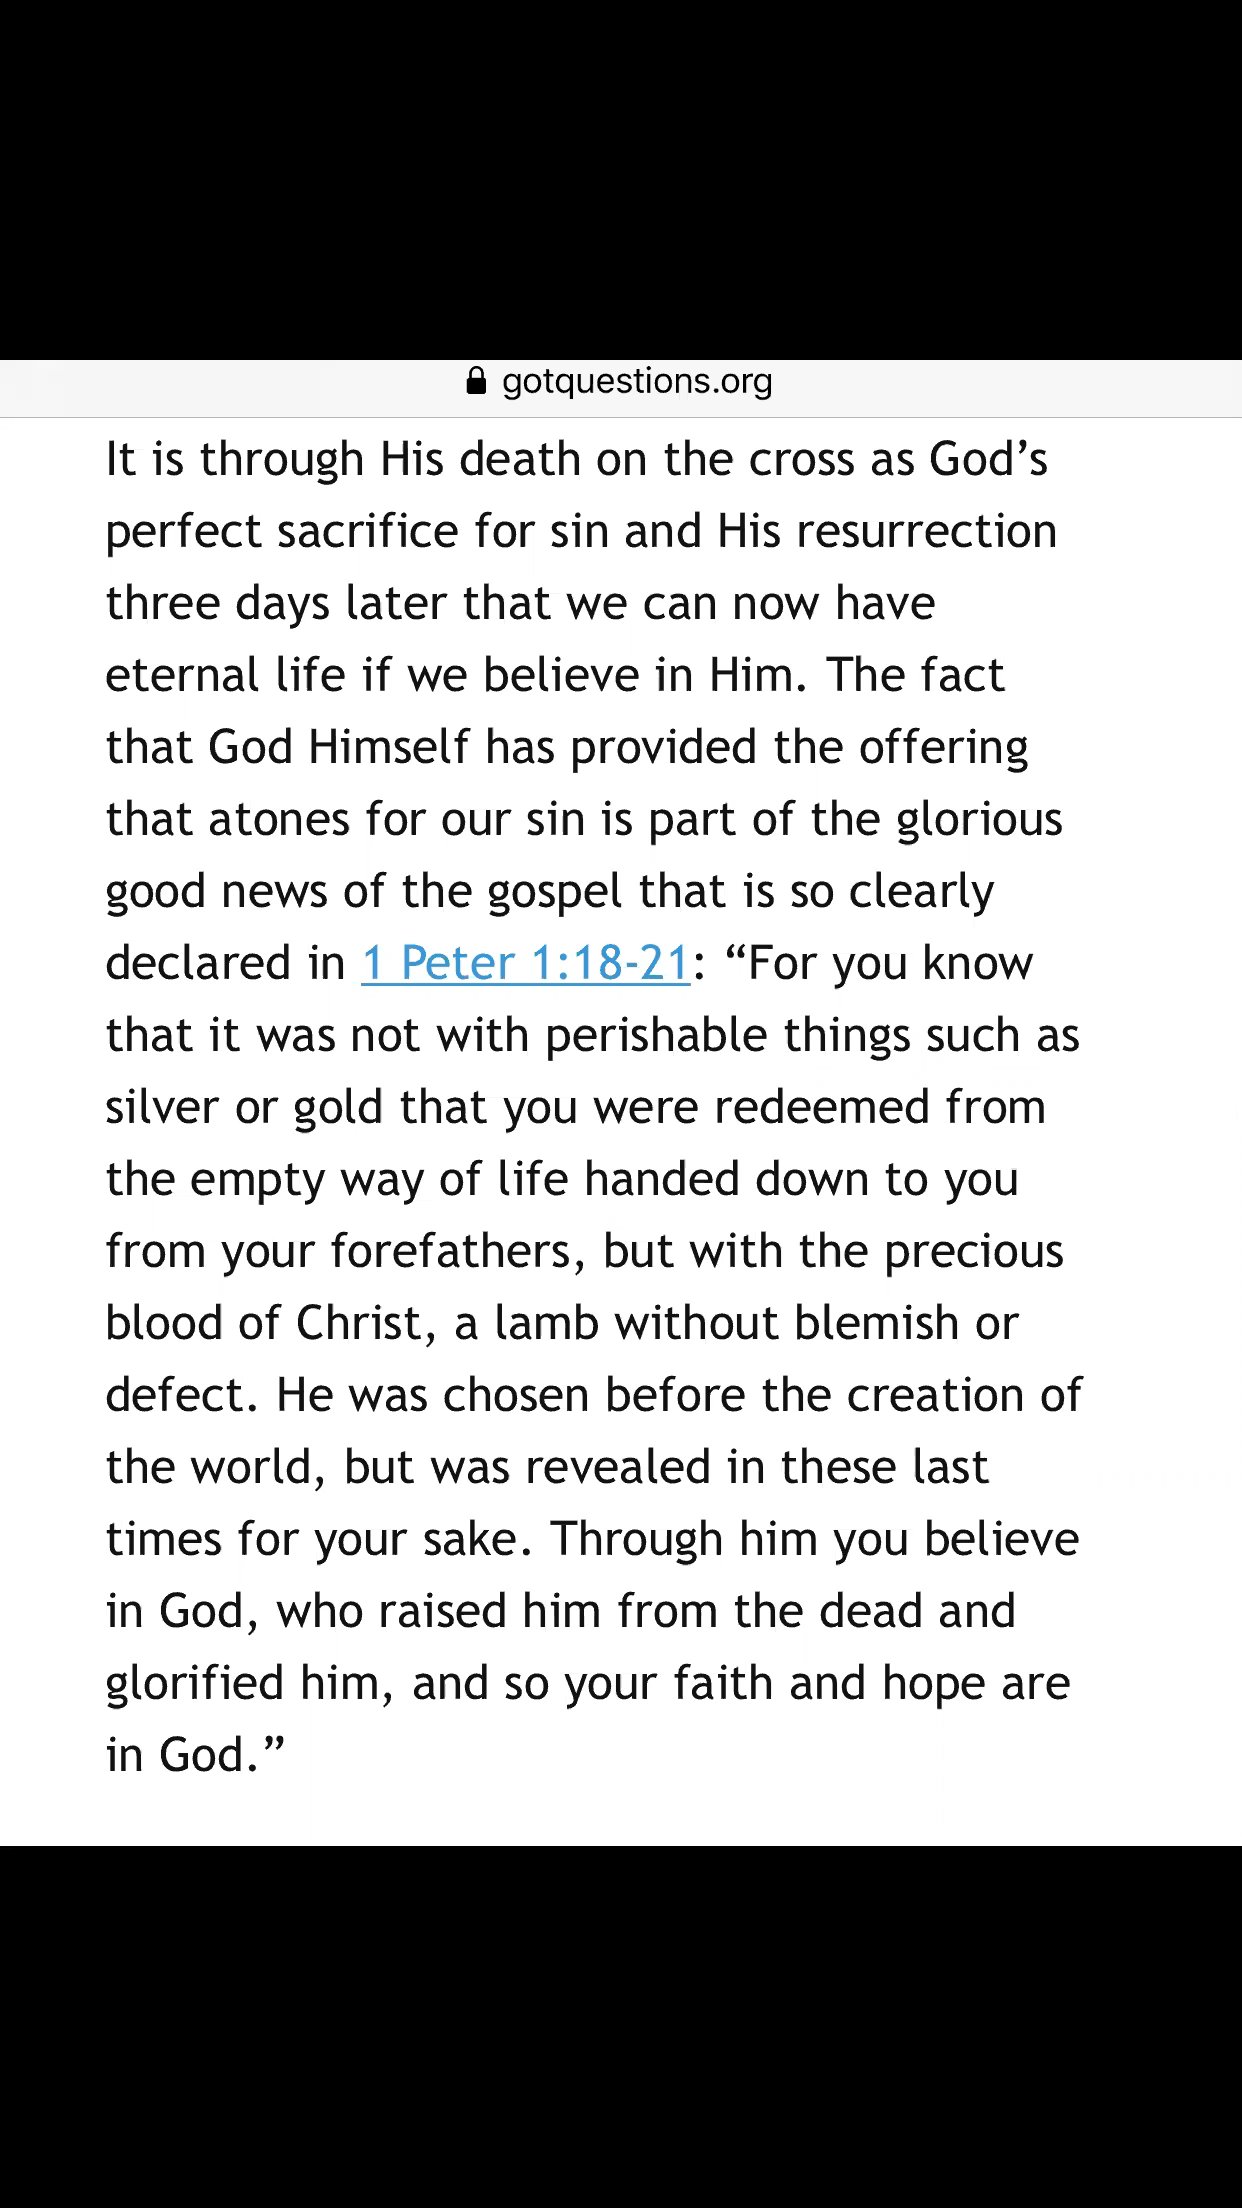 gotquestions.org
It is through His death on the cross as God’s
perfect sacrifice for sin and His resurrection
three days later that we can now have
eternal life if we believe in Him. The fact
that God Himself has provided the offering
that atones for our sin is part of the glorious
good news of the gospel that is so clearly
declared in 1 Peter 1:18-21: “For you know
that it was not with perishable things such as
silver or gold that you were redeemed from
the empty way of life handed down to you
from your forefathers, but with the precious
blood of Christ, a lamb without blemish or
defect. He was chosen before the creation of
the world, but was revealed in these last
times for your sake. Through him you believe
in God, who raised him from the dead and
glorified him, and so your faith and hope are
in God.”